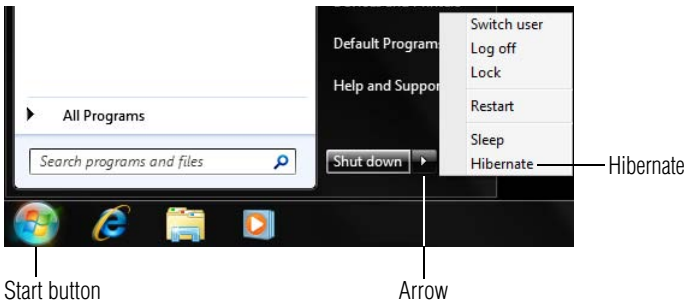 Switch user
Default Program
Log off
Lock
Help and Suppor
Restart
All Programs
Sleep
Search programs and files
Shut down
Hibernate
Hibernate
Start button
Arrow